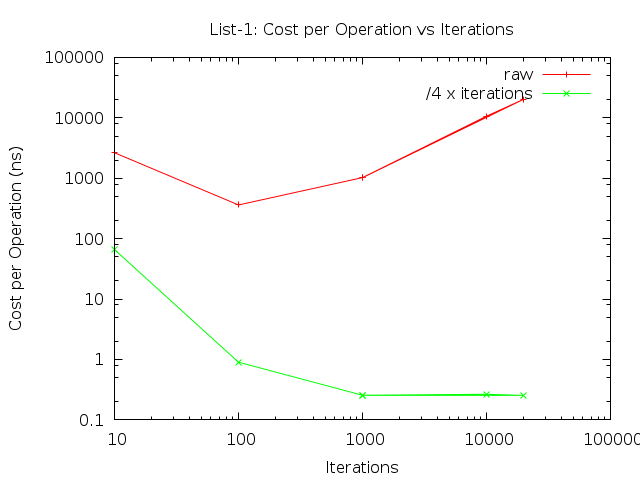 List-1: Cost per Operation vs Iterations
raw
/4 x iterations
Cost per Operation (ns)
100000
10000
1000
100
10
1
0.1
10
100
1000
10000
100000
Iterations